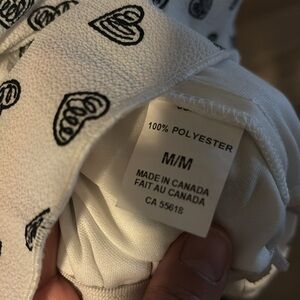 100% POLYESTER
M/M
MADE IN CANADA
FAIT AU CANADA
CA 55618